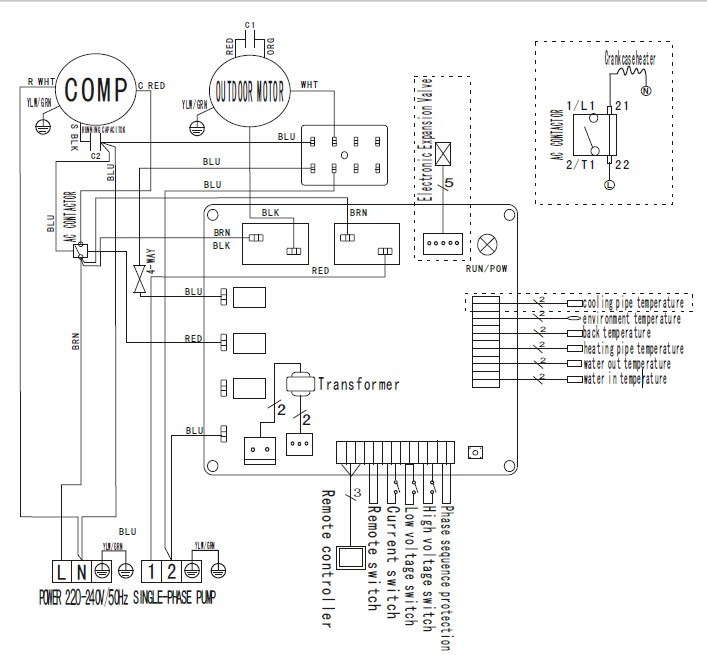 C1
RED
ORG
R WHT
COMP
C RED
YLW/GRN
OUTDOOR MOTOR
WHT
YLW/GRN
S BLK
RUNNING CAPACITOR
C2
BLU
BLU
BLU
BLU
BLU
AC CONTACTOR
4-WAY
O
Electronic Expansion Valve
5
Crankcaseheater
N
1/L1
21
AC CONTACTOR
2/T1
22
L
BLK
BRN
BRN
BLK
RED
RUN/POW
BLU
RED
BRN
BLU
Transformer
2
2
2
cooling pipe temperature
2
environment temperature
2
back temperature
2
heating pipe temperature
2
water out temperature
2
water in temperature
3
Remote controller
Remote switch
Current switch
Low voltage switch
High voltage switch
Phase sequence protection
BLU
YLW/GRN
YLW/GRN
L N
1 2
POWER 220-240V/50Hz SINGLE-PHASE PUMP